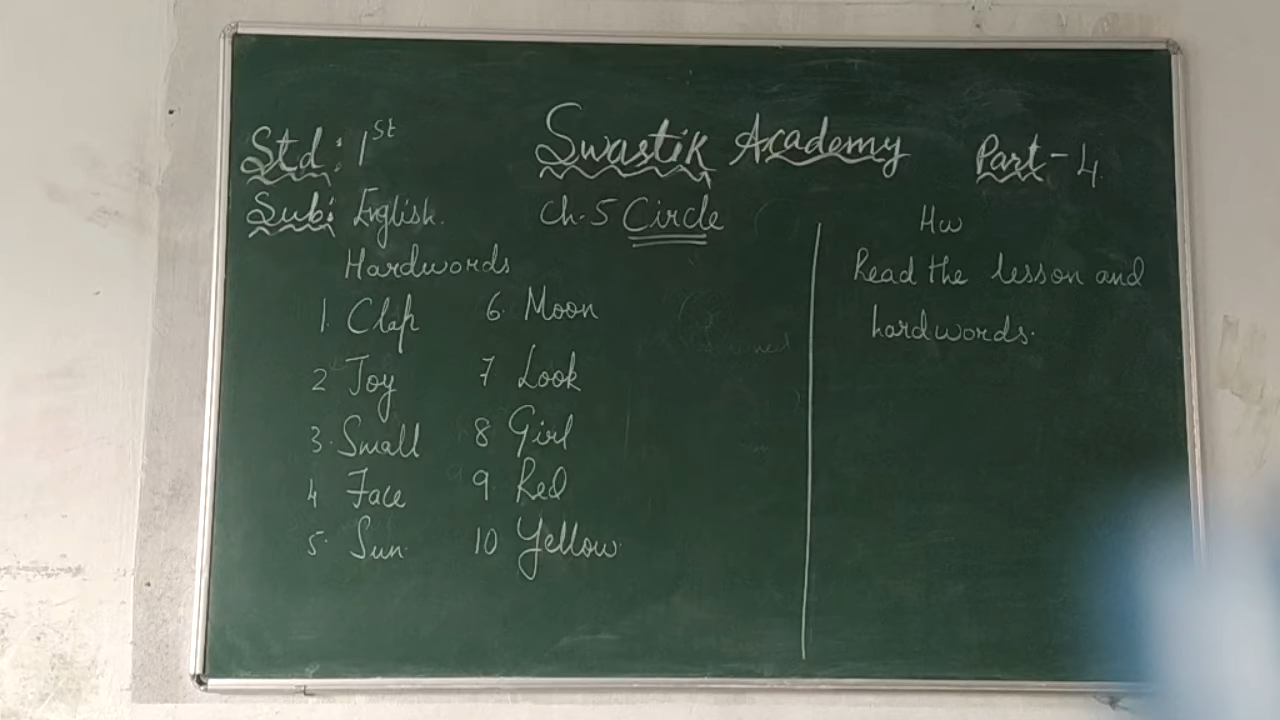 Std: 1st Swastik Academy Part-4.
Sub: English. Ch.5 Circle
Hardwords
1. Clap 6. Moon
2 Joy 7 Look
3. Small 8 Girl
4 Face 9 Red
5. Sun. 10 Yellow.
Hw
Read the lesson and
hardwords.